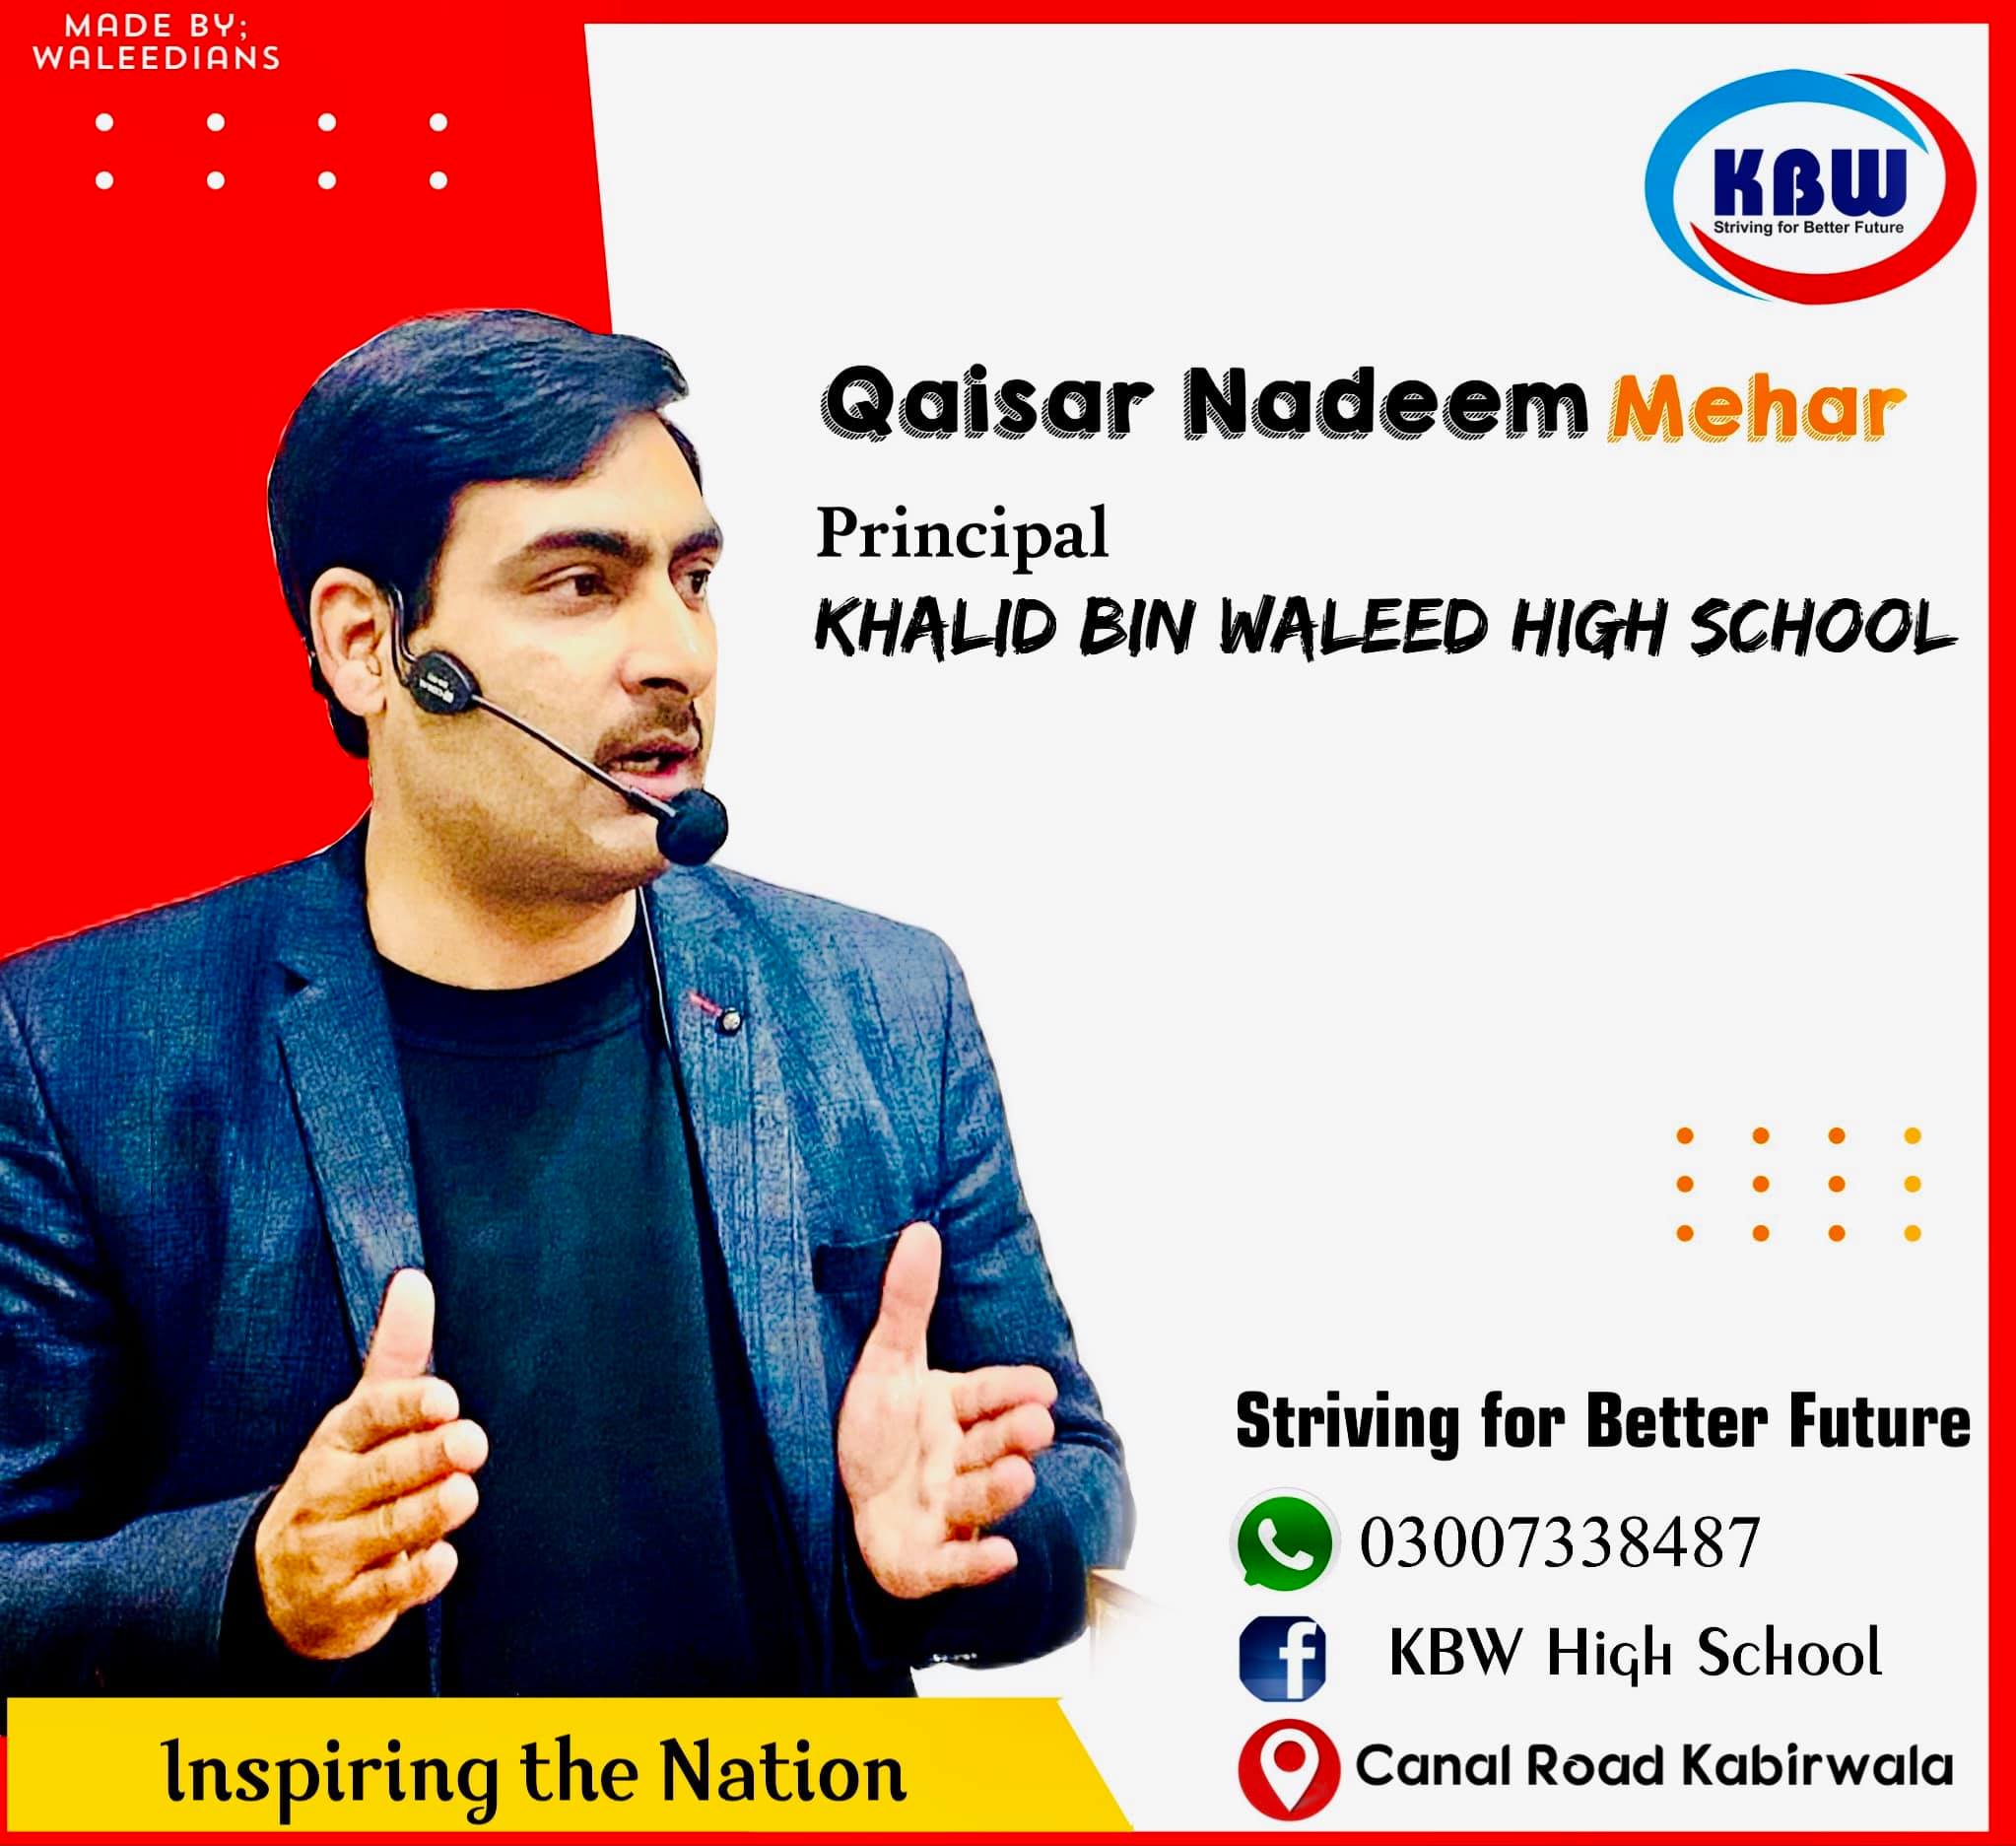 MADE BY;
WALEEDIANS
KBW
Striving for Better Future
Qaisar Nadeem Mehar
Principal
KHALID BIN WALEED HIGH SCHOOL
Striving for Better Future
03007338487
KBW High School
Canal Road Kabirwala
Inspiring the Nation